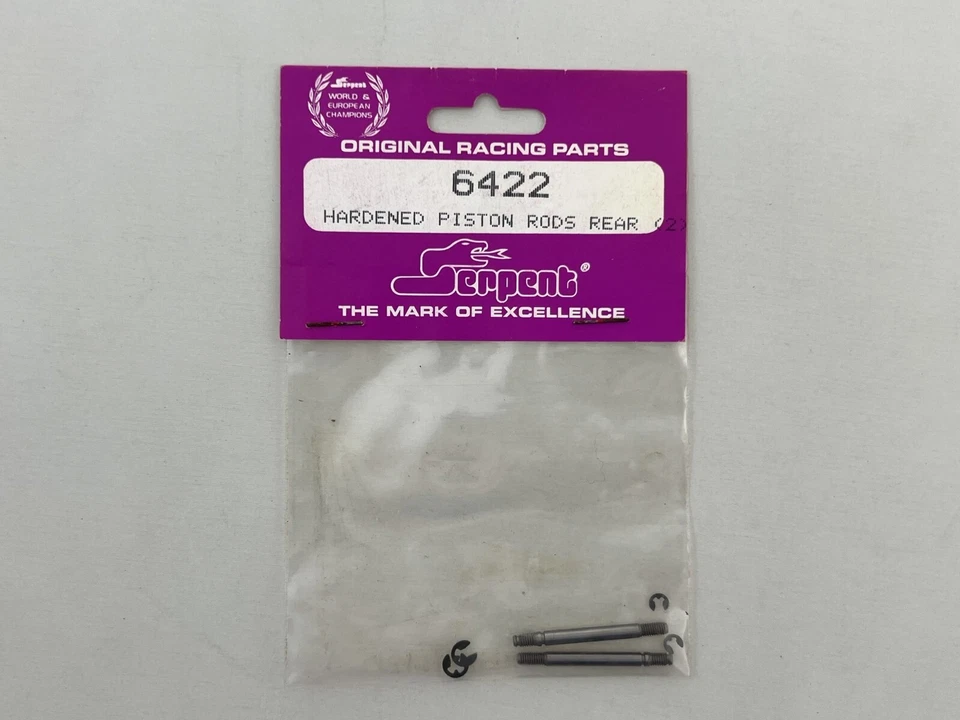 Serpent
WORLD &
EUROPEAN
CHAMPIONS
ORIGINAL RACING PARTS
6422
HARDENED PISTON RODS REAR (2)
Serpent®
THE MARK OF EXCELLENCE